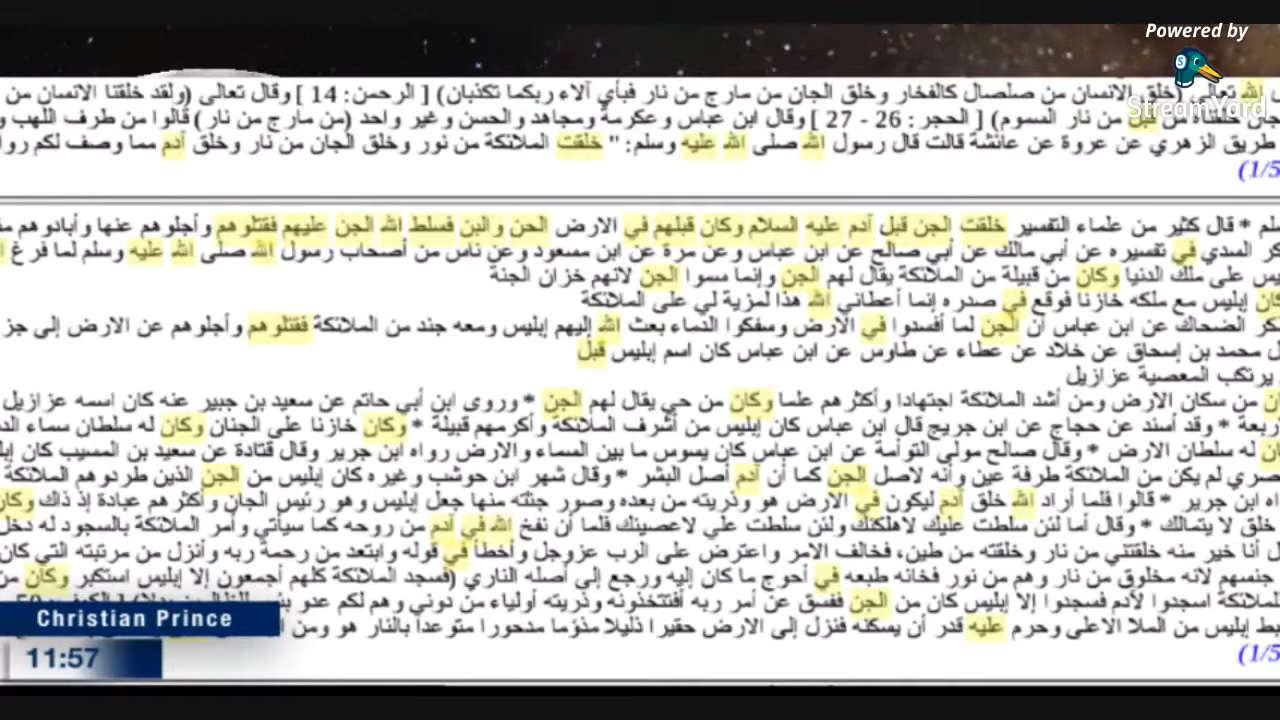 Powered by
StreamYard
الله تعالى (خلق الانسان من صلصال كالفخار وخلق الجان من مارج من نار فبأي آلاء ربكما تكذبان) [ الرحمن: 14 ] وقال تعالى (ولقد خلقنا الانسان من
من نار السموم) [ الحجر : 26 - 27 ] وقال ابن عباس وعكرمة ومجاهد والحسن وغير واحد (من مارج من نار) قالوا من طرف اللهب و
طريق الزهري عن عروة عن عائشة قالت قال رسول الله صلى الله عليه وسلم: " خلقت الملائكة من نور وخلق الجان من نار وخلق آدم مما وصف لكم
(1/5
قال كثير من علماء التفسير خلقت الجن قبل آدم عليه السلام وكان قبلهم في الارض الحن والبن فسلط الله الجن عليهم فقتلوهم وأجلوهم عنها وأبادوهم
السدي في تفسيره عن أبي مالك عن أبي صالح عن ابن عباس وعن مرة عن ابن مسعود وعن ناس من أصحاب رسول الله صلى الله عليه وسلم لما فرغ
على ملك الدنيا وكان من قبيلة من الملائكة يقال لهم الجن وإنما سموا الجن لانهم خزان الجنة
إبليس مع ملكه خازنا فوقع في صدره إنما أعطاني الله هذا لمزية لي على الملائكة
الضحاك عن ابن عباس أن الجن لما أفسدوا في الارض وسفكوا الدماء بعث الله إليهم إبليس ومعه جند من الملائكة فقتلوهم وأجلوهم عن الارض إلى
محمد بن إسحاق عن خلاد عن عطاء عن طاوس عن ابن عباس كان اسم إبليس قبل
يرتكب المعصية عزازيل
من سكان الارض ومن أشد الملائكة اجتهادا وأكثرهم علما وكان من حي يقال لهم الجن * وروى ابن أبي حاتم عن سعيد بن جبير عنه كان اسمه عزازيل
وقد أسند عن حجاج عن ابن جريج قال ابن عباس كان إبليس من أشرف الملائكة وأكرمهم قبيلة * وكان خازنا على الجنان وكان له سلطان سماء
له سلطان الارض * وقال صالح مولى التوأمة عن ابن عباس كان يسوس ما بين السماء والارض رواه ابن جرير وقال قتادة عن سعيد بن المسيب كان
لم يكن من الملائكة طرفة عين وأنه لاصل الجن كما أن آدم أصل البشر * وقال شهر ابن حوشب وغيره كان إبليس من الجن الذين طردوهم الملائكة
ابن جرير * قالوا فلما أراد الله خلق آدم ليكون في الارض هو وذريته من بعده وصور جثته منها جعل إبليس وهو رئيس الجان وأكثرهم عبادة إذ ذاك وكان
خلق لا يتمالك * وقال أما لئن سلطت عليك لاهلكنك ولئن سلطت علي لاعصينك فلما أن نفخ الله في آدم من روحه كما سيأتي وأمر الملائكة بالسجود له دخل
أنا خير منه خلقتني من نار وخلقته من طين، فخالف الامر واعترض على الرب عزوجل وأخطأ في قوله وابتعد من رحمة ربه وأنزل من مرتبته التي كان
جنسهم لانه مخلوق من نار وهم من نور فخانه طبعه في أحوج ما كان إليه ورجع إلى أصله الناري (فسجد الملائكة كلهم أجمعون إلا إبليس استكبر وكان
اسجدوا لآدم فسجدوا إلا إبليس كان من الجن ففسق عن أمر ربه أفتتخذونه وذريته أولياء من دوني وهم لكم عدو
إبليس من الملا الاعلى وحرم عليه قدر أن يسكنه فنزل إلى الارض حقيرا ذليلا مذؤما مدحورا متوعدا بالنار هو ومن
(1/5
Christian Prince
11:57